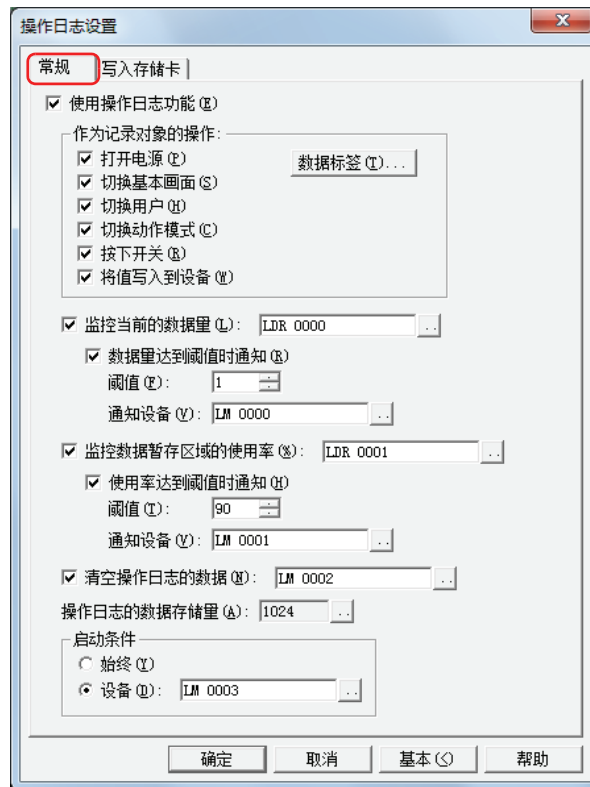 操作日志设置
常规 写入存储卡
使用操作日志功能(E)
作为记录对象的操作:
打开电源(P) 数据标签(T)...
切换基本画面(S)
切换用户(H)
切换动作模式(C)
按下开关(R)
将值写入到设备(W)
监控当前的数据量(L): LDR 0000 ..
数据量达到阈值时通知(R)
阈值(F): 1
通知设备(V): LM 0000 ..
监控数据暂存区域的使用率(%): LDR 0001 ..
使用率达到阈值时通知(H)
阈值(T): 90
通知设备(V): LM 0001 ..
清空操作日志的数据(N): LM 0002 ..
操作日志的数据存储量(A): 1024 ..
启动条件
始终(Y)
设备(D): LM 0003 ..
确定 取消 基本(<) 帮助